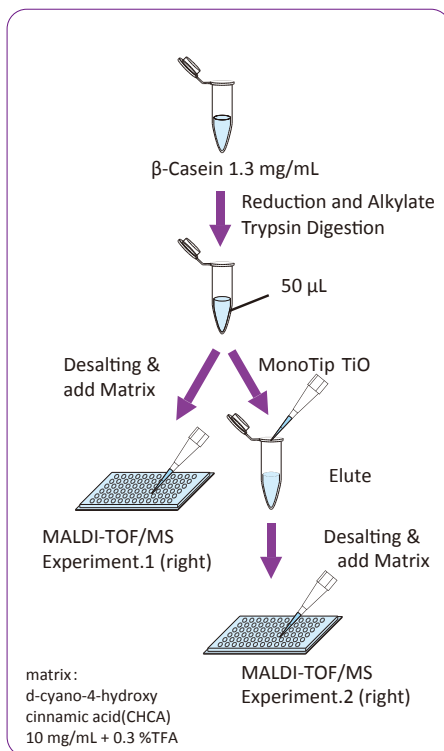 β-Casein 1.3 mg/mL
Reduction and Alkylate
Trypsin Digestion
50 µL
Desalting &
add Matrix
MonoTip TiO
Elute
MALDI-TOF/MS
Experiment.1 (right)
Desalting &
add Matrix
MALDI-TOF/MS
Experiment.2 (right)
matrix :
d-cyano-4-hydroxy
cinnamic acid(CHCA)
10 mg/mL + 0.3 %TFA